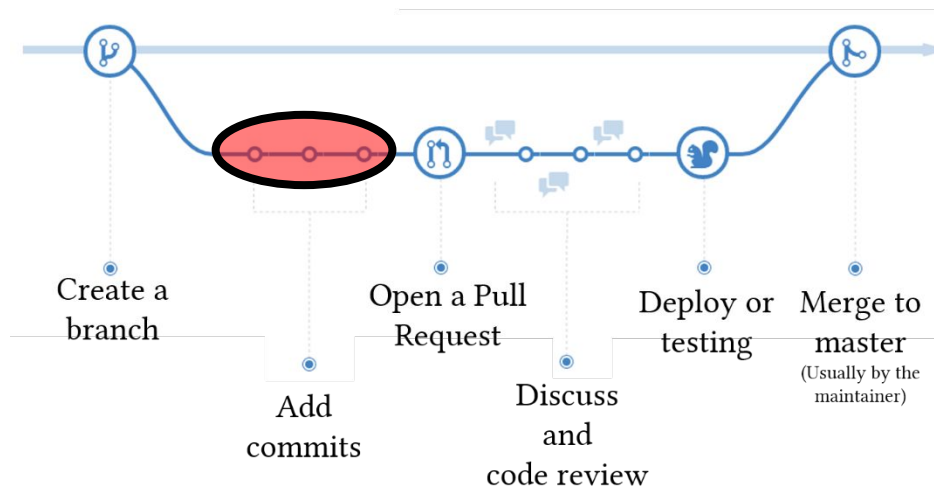 Create a
branch
Add
commits
Open a Pull
Request
Discuss
and
code review
Deploy or
testing
Merge to
master
(Usually by the
maintainer)